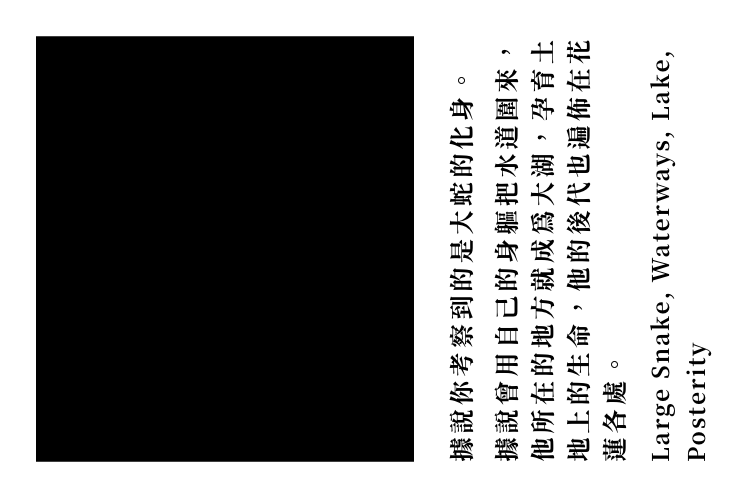 據說你考察到的是大蛇的化身。
據說曾用自己的身軀把水道圍來，
他所在的地方就成爲大湖，孕育土
地上的生命，他的後代也遍佈在花
蓮各處。
Large Snake, Waterways, Lake,
Posterity